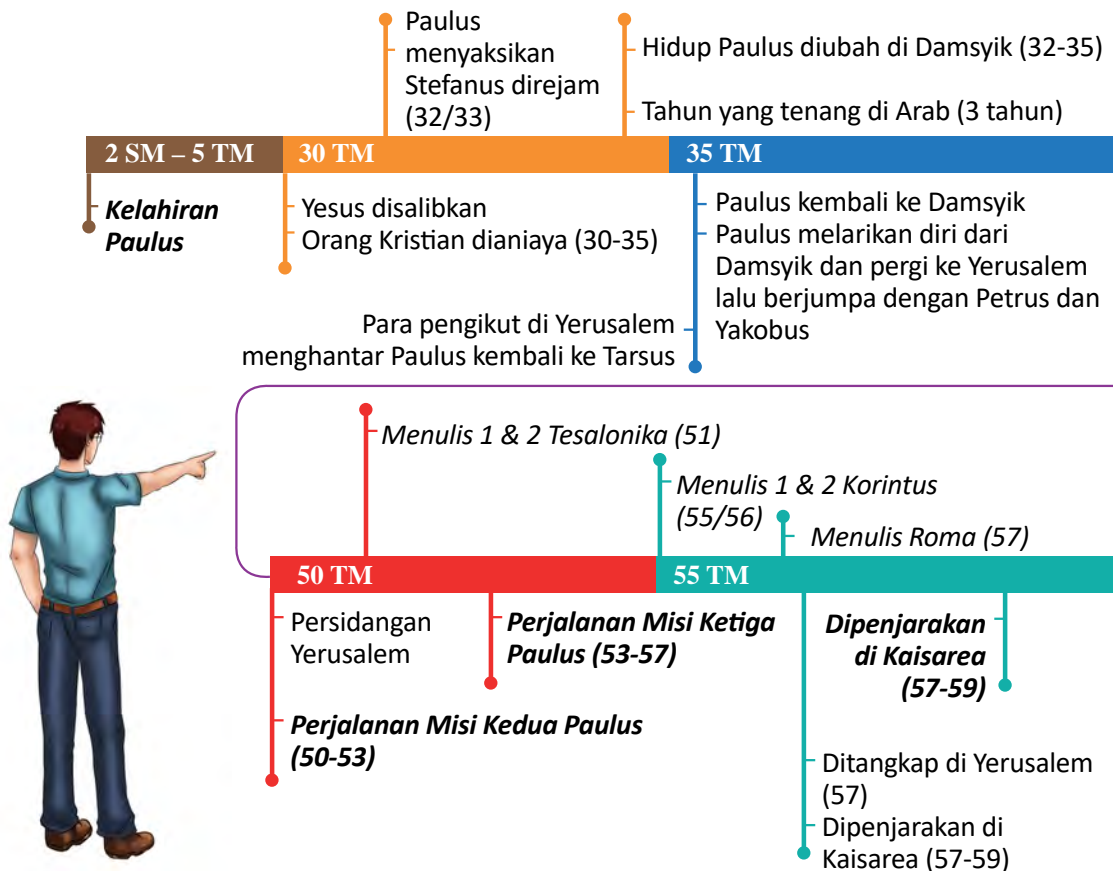 Paulus
menyaksikan
Stefanus direjam
(32/33)
Hidup Paulus diubah di Damsyik (32-35)
Tahun yang tenang di Arab (3 tahun)
2 SM – 5 TM
30 TM
35 TM
Kelahiran
Paulus
Yesus disalibkan
Orang Kristian dianiaya (30-35)
Paulus kembali ke Damsyik
Paulus melarikan diri dari
Damsyik dan pergi ke Yerusalem
lalu berjumpa dengan Petrus dan
Yakobus
Para pengikut di Yerusalem
menghantar Paulus kembali ke Tarsus
Menulis 1 & 2 Tesalonika (51)
Menulis 1 & 2 Korintus
(55/56)
Menulis Roma (57)
50 TM
55 TM
Persidangan
Yerusalem
Perjalanan Misi Kedua Paulus
(50-53)
Perjalanan Misi Ketiga
Paulus (53-57)
Dipenjarakan
di Kaisarea
(57-59)
Ditangkap di Yerusalem
(57)
Dipenjarakan di
Kaisarea (57-59)